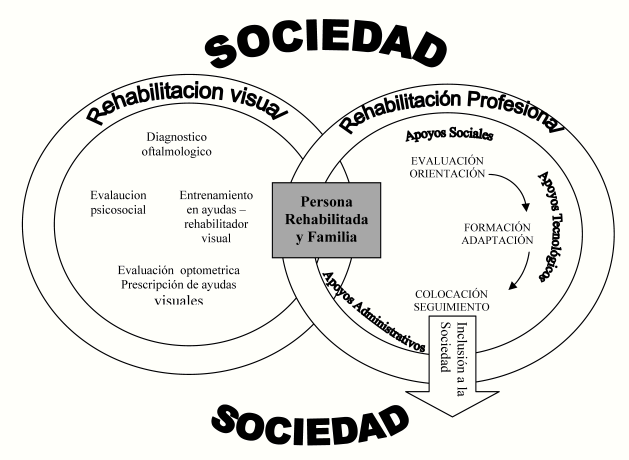 SOCIEDAD
Rehabilitacion visual
Diagnostico
oftalmologico
Evalaucion
psicosocial
Entrenamiento
en ayudas –
rehabilitador
visual
Evaluación optometrica
Prescripción de ayudas
visuales
Persona
Rehabilitada
y Familia
Rehabilitación Profesional
Apoyos Sociales
EVALUACIÓN
ORIENTACIÓN
Apoyos Tecnológicos
FORMACIÓN
ADAPTACIÓN
COLOCACIÓN
SEGUIMIENTO
Apoyos Administrativos
Inclusión a la
Sociedad
SOCIEDAD